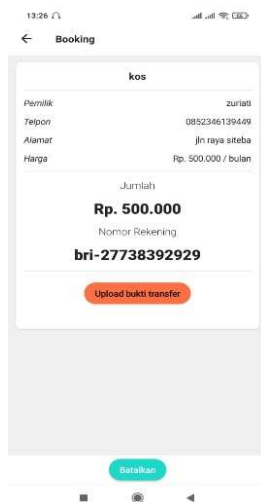 13:26
Booking
kos
Pemilik zuriati
Telpon 0852346139449
Alamat jln raya siteba
Harga Rp. 500.000 / bulan
Jumlah
Rp. 500.000
Nomor Rekening
bri-27738392929
Upload bukti transfer
Batalkan